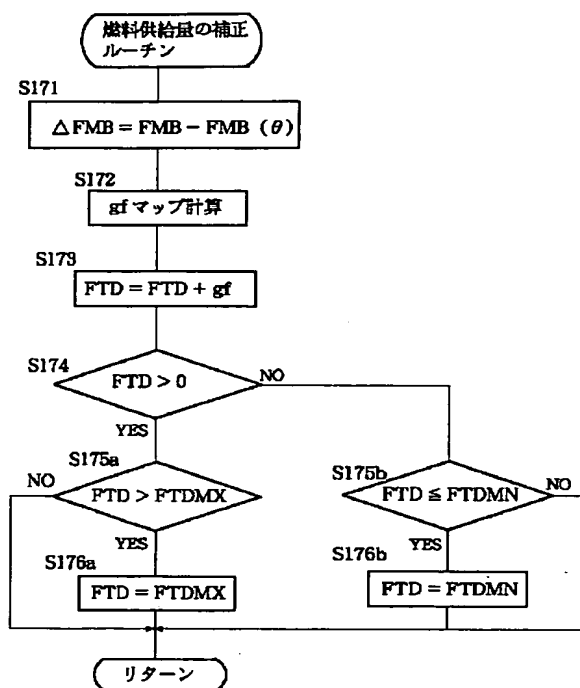 燃料供給量の補正
ルーチン
S171
△FMB = FMB − FMB (θ)
S172
gf マップ計算
S173
FTD = FTD + gf
S174
FTD > 0
NO
YES
S175a
NO
FTD > FTDMX
YES
S175b
FTD ≦ FTDMN
NO
YES
S176a
FTD = FTDMX
S176b
FTD = FTDMN
リターン